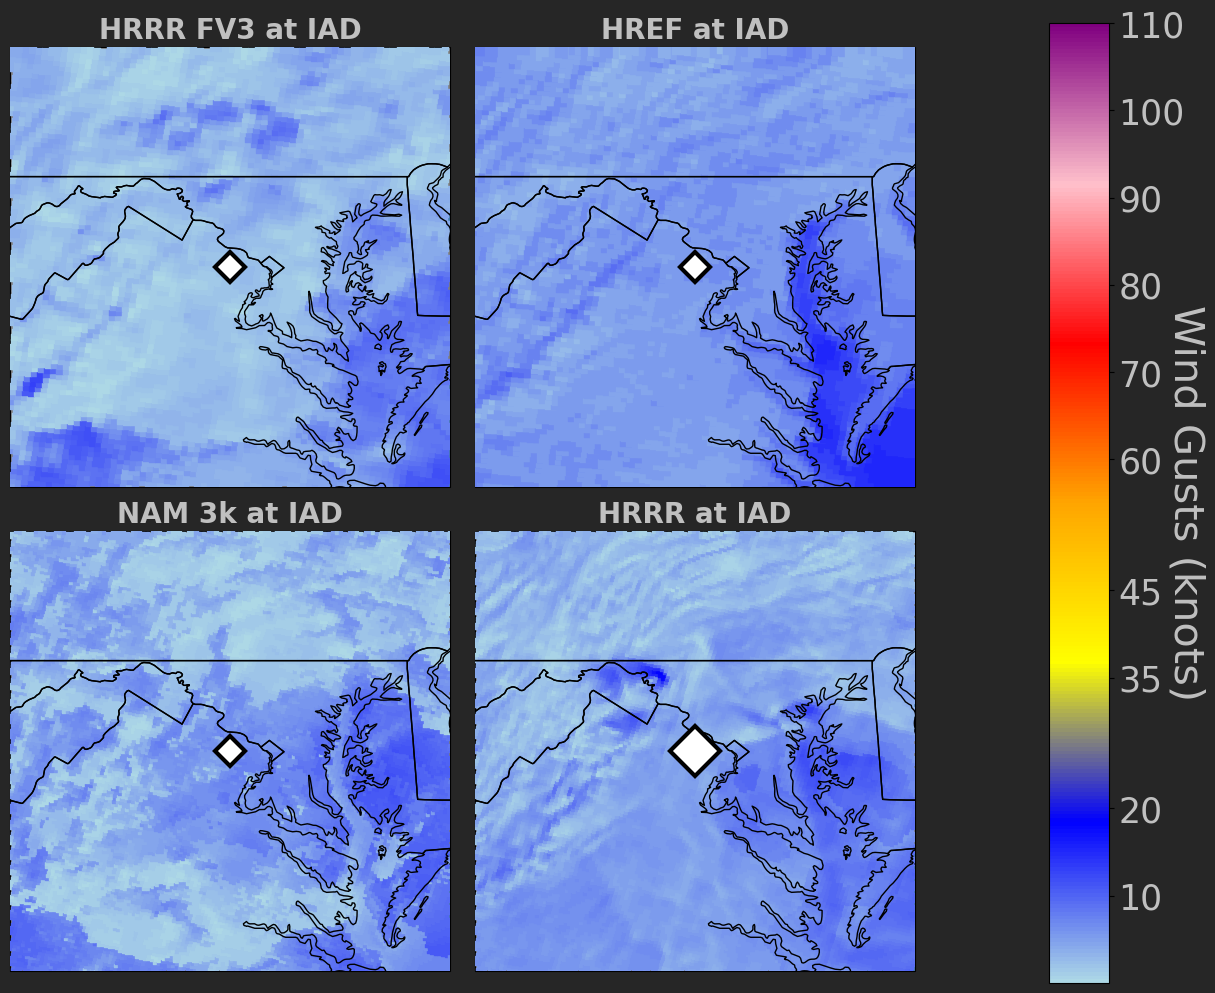 HRRR FV3 at IAD
HREF at IAD
NAM 3k at IAD
HRRR at IAD
110
100
90
80
70
60
45
35
20
10
Wind Gusts (knots)